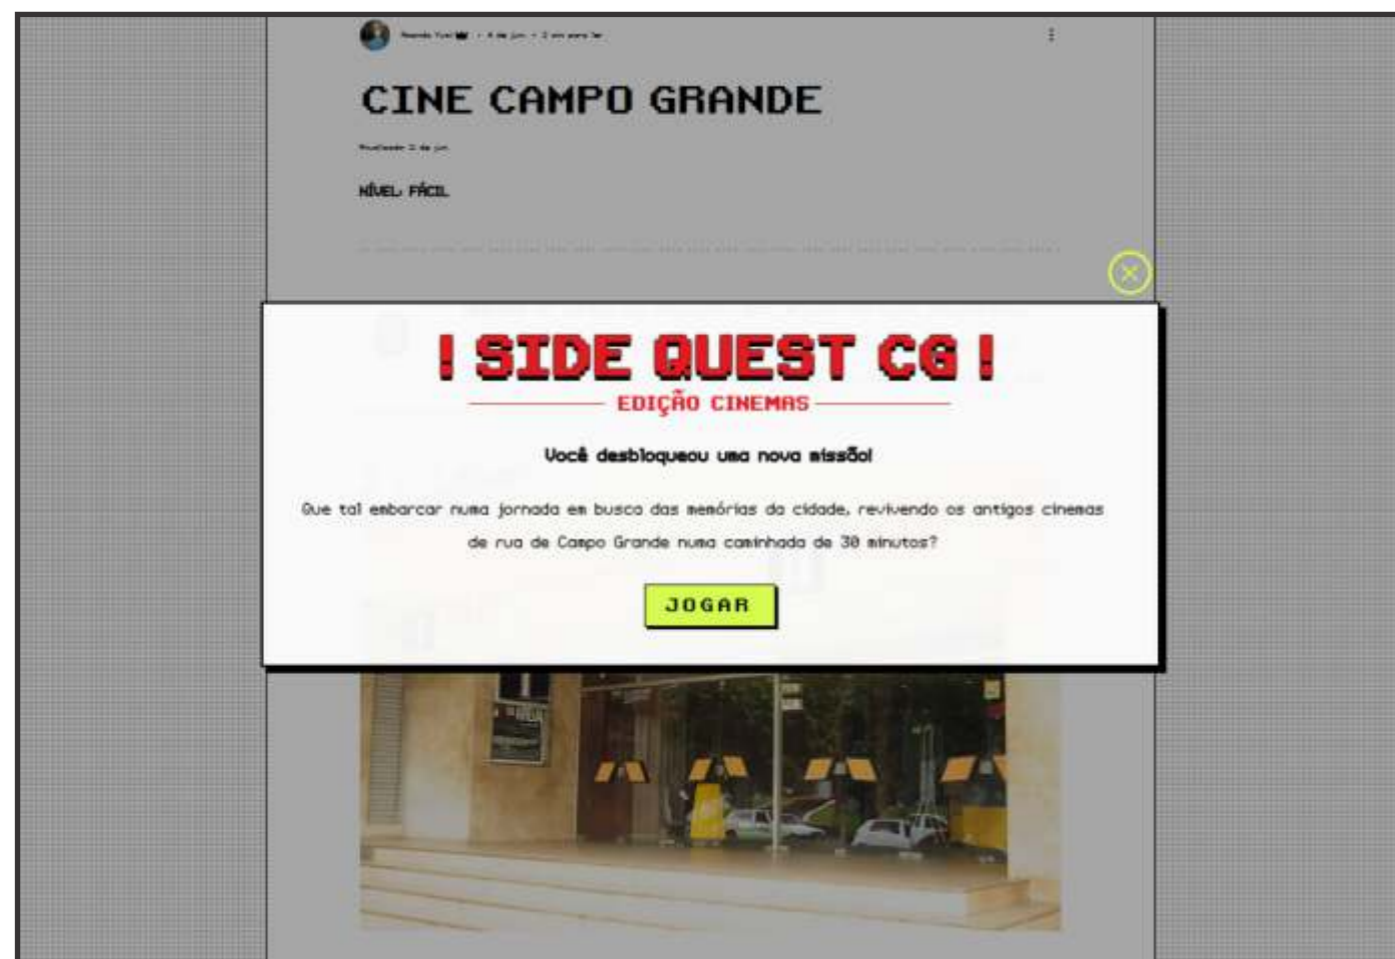 CINE CAMPO GRANDE
NÍVEL: FÁCIL
! SIDE QUEST CG !
EDIÇÃO CINEMAS
Você desbloqueou uma nova missão!
Que tal embarcar numa jornada em busca das memórias da cidade, revivendo os antigos cinemas
de rua de Campo Grande numa caminhada de 30 minutos?
JOGAR